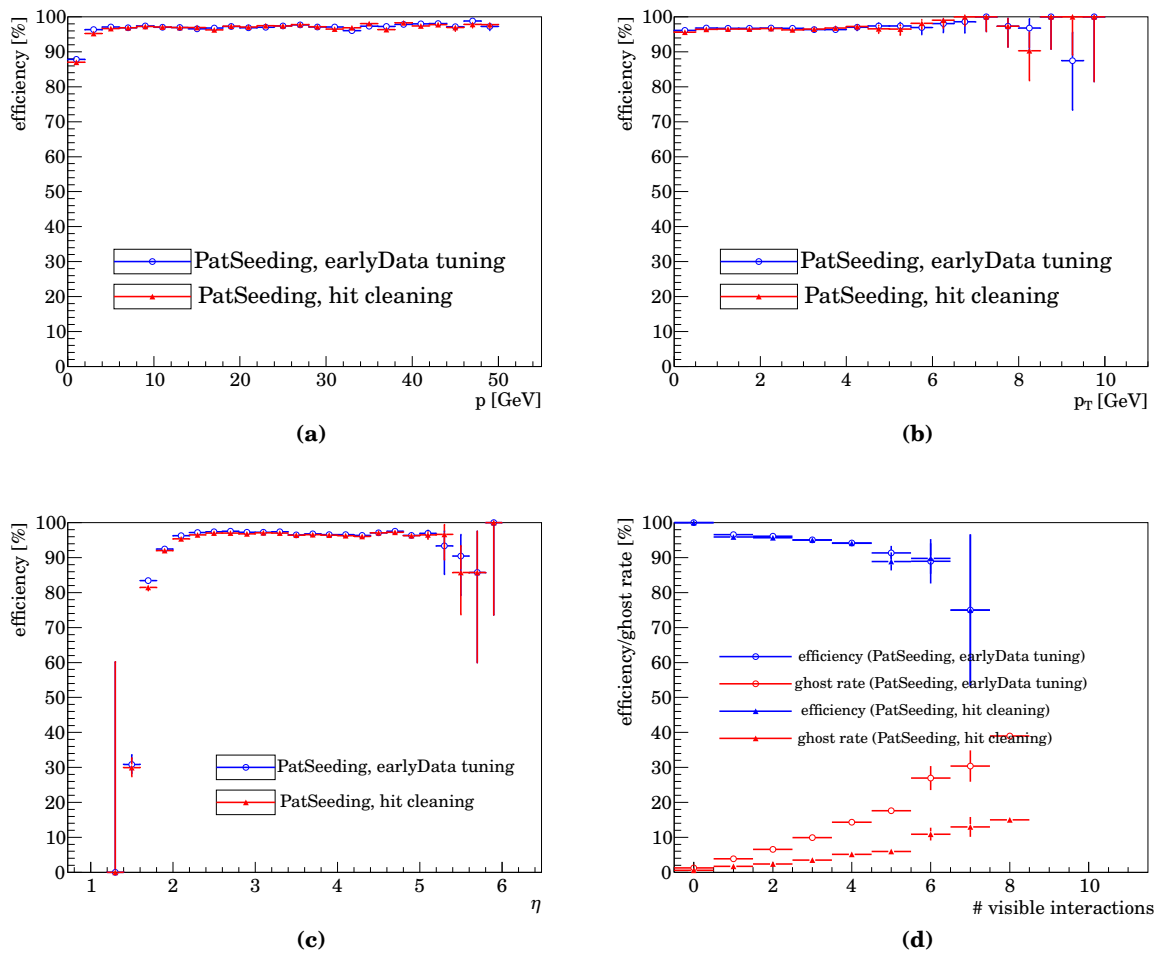 efficiency [%]
100
90
80
70
60
50
40
30
20
10
0
PatSeeding, earlyData tuning
PatSeeding, hit cleaning
0 10 20 30 40 50
p [GeV]
(a)
efficiency [%]
100
90
80
70
60
50
40
30
20
10
0
PatSeeding, earlyData tuning
PatSeeding, hit cleaning
0 2 4 6 8 10
pT [GeV]
(b)
efficiency [%]
100
90
80
70
60
50
40
30
20
10
0
PatSeeding, earlyData tuning
PatSeeding, hit cleaning
1 2 3 4 5 6
η
(c)
efficiency/ghost rate [%]
100
90
80
70
60
50
40
30
20
10
0
efficiency (PatSeeding, earlyData tuning)
ghost rate (PatSeeding, earlyData tuning)
efficiency (PatSeeding, hit cleaning)
ghost rate (PatSeeding, hit cleaning)
0 2 4 6 8 10
# visible interactions
(d)